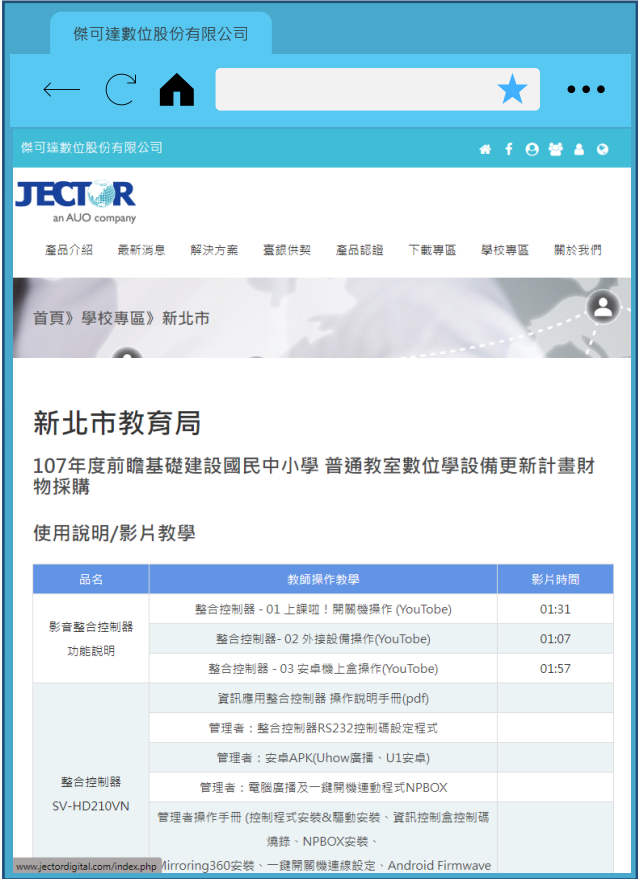 傑可達數位股份有限公司
傑可達數位股份有限公司
JECTOR
an AUO company
產品介紹 最新消息 解決方案 臺銀供契 產品認證 下載專區 學校專區 關於我們
首頁》學校專區》新北市
新北市教育局
107年度前瞻基礎建設國民中小學 普通教室數位學設備更新計畫財
物採購
使用說明/影片教學
品名 教師操作教學 影片時間
影音整合控制器
功能說明
整合控制器 - 01 上課啦！開關機操作 (YouTobe) 01:31
整合控制器- 02 外接設備操作(YouTobe) 01:07
整合控制器 - 03 安卓機上盒操作(YouTobe) 01:57
整合控制器
SV-HD210VN
資訊應用整合控制器 操作說明手冊(pdf)
管理者：整合控制器RS232控制碼設定程式
管理者：安卓APK(Uhow廣播、U1安卓)
管理者：電腦廣播及一鍵開機連動程式NPBOX
管理者操作手冊 (控制程式安裝&驅動安裝、資訊控制盒控制碼
燒錄、NPBOX安裝、
Mirroring360安裝、一鍵開關機連線設定、Android Firmwave
www.jectordigital.com/index.php